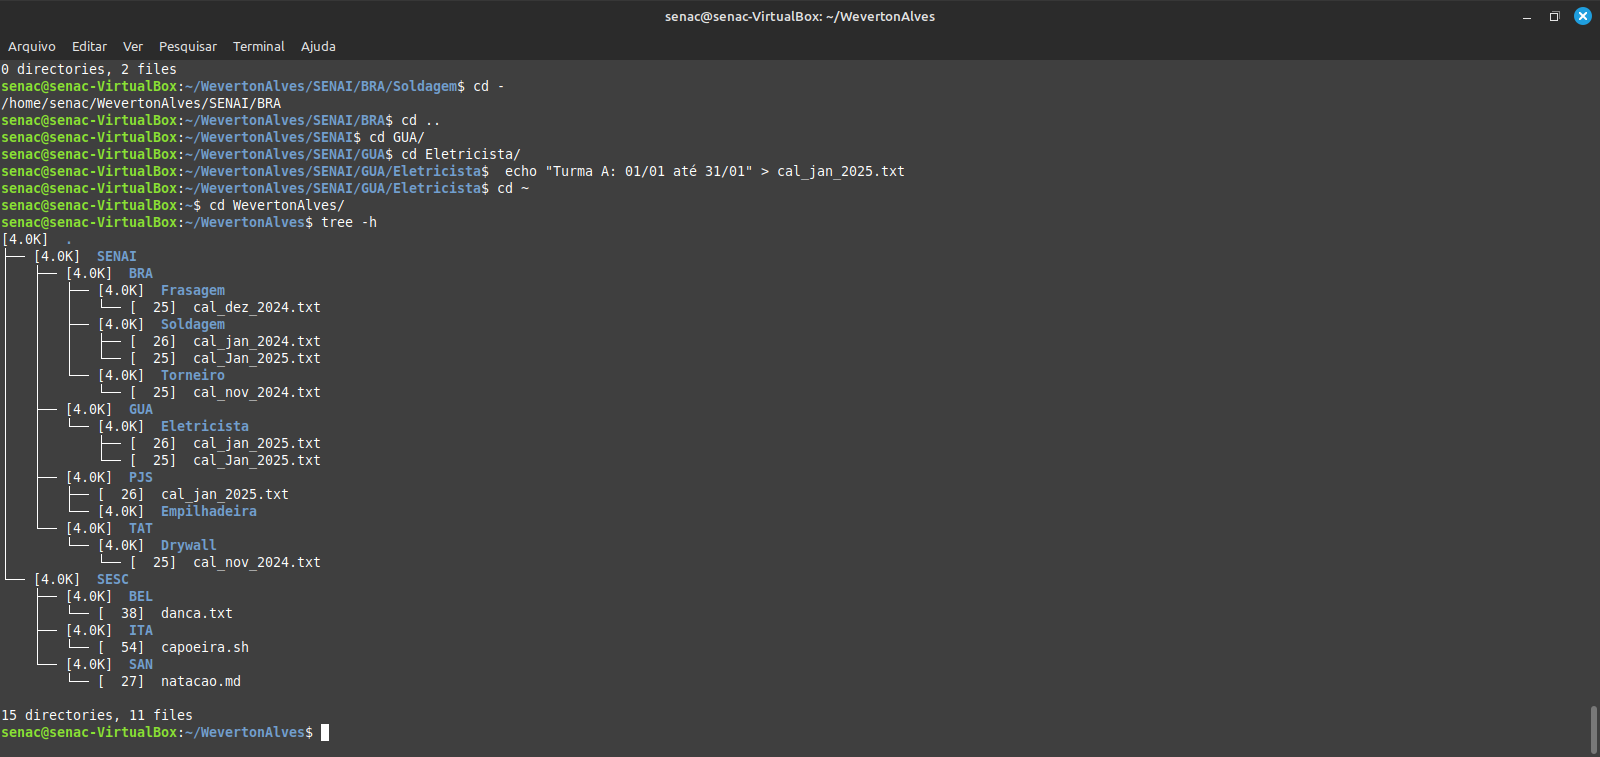 senac@senac-VirtualBox: ~/WevertonAlves
Arquivo Editar Ver Pesquisar Terminal Ajuda
0 directories, 2 files
senac@senac-VirtualBox:~/WevertonAlves/SENAI/BRA/Soldagem$ cd -
/home/senac/WevertonAlves/SENAI/BRA
senac@senac-VirtualBox:~/WevertonAlves/SENAI/BRA$ cd ..
senac@senac-VirtualBox:~/WevertonAlves/SENAI$ cd GUA/
senac@senac-VirtualBox:~/WevertonAlves/SENAI/GUA$ cd Eletricista/
senac@senac-VirtualBox:~/WevertonAlves/SENAI/GUA/Eletricista$  echo "Turma A: 01/01 até 31/01" > cal_jan_2025.txt
senac@senac-VirtualBox:~/WevertonAlves/SENAI/GUA/Eletricista$ cd ~
senac@senac-VirtualBox:~$ cd WevertonAlves/
senac@senac-VirtualBox:~/WevertonAlves$ tree -h
[4.0K]  .
├── [4.0K]  SENAI
│   ├── [4.0K]  BRA
│   │   ├── [4.0K]  Frasagem
│   │   │   └── [  25]  cal_dez_2024.txt
│   │   ├── [4.0K]  Soldagem
│   │   │   ├── [  26]  cal_jan_2024.txt
│   │   │   └── [  25]  cal_Jan_2025.txt
│   │   └── [4.0K]  Torneiro
│   │       └── [  25]  cal_nov_2024.txt
│   ├── [4.0K]  GUA
│   │   └── [4.0K]  Eletricista
│   │       ├── [  26]  cal_jan_2025.txt
│   │       └── [  25]  cal_Jan_2025.txt
│   ├── [4.0K]  PJS
│   │   ├── [  26]  cal_jan_2025.txt
│   │   └── [4.0K]  Empilhadeira
│   └── [4.0K]  TAT
│       └── [4.0K]  Drywall
│           └── [  25]  cal_nov_2024.txt
└── [4.0K]  SESC
    ├── [4.0K]  BEL
    │   └── [  38]  danca.txt
    ├── [4.0K]  ITA
    │   └── [  54]  capoeira.sh
    └── [4.0K]  SAN
        └── [  27]  natacao.md
15 directories, 11 files
senac@senac-VirtualBox:~/WevertonAlves$